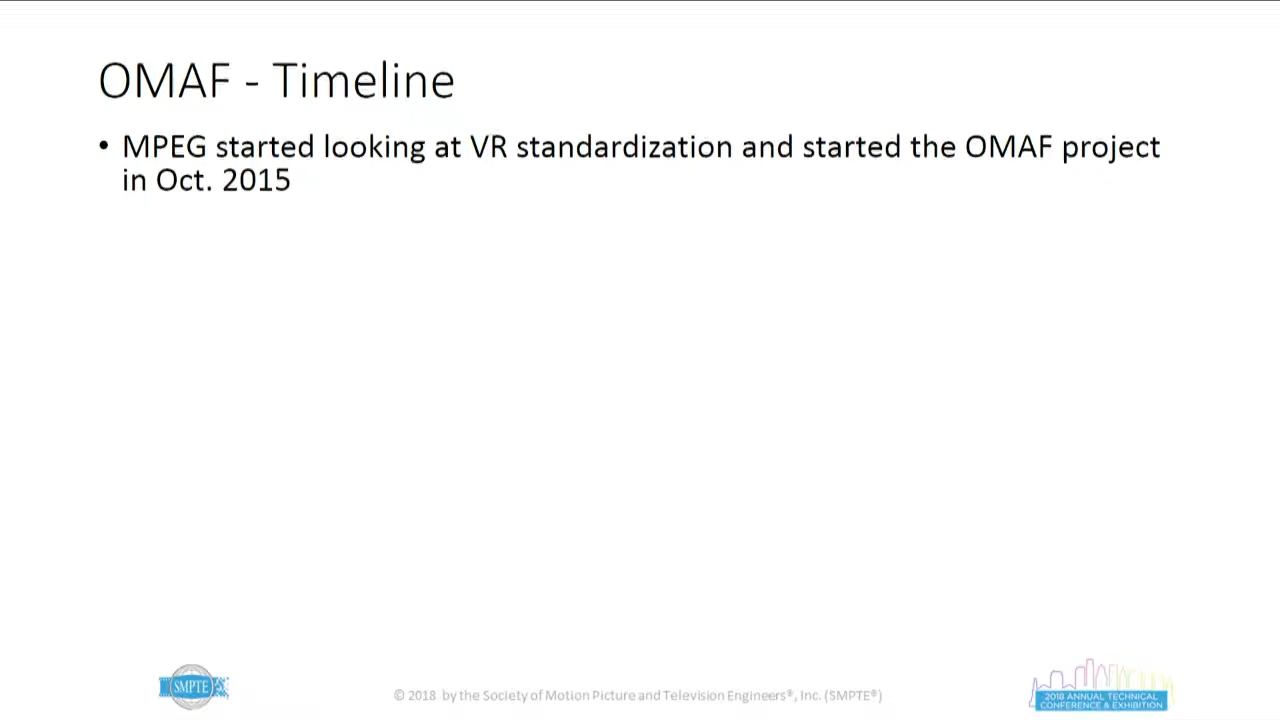 OMAF - Timeline
• MPEG started looking at VR standardization and started the OMAF project
in Oct. 2015
SMPTE
© 2018 by the Society of Motion Picture and Television Engineers®, Inc. (SMPTE®)
2018 ANNUAL TECHNICAL
CONFERENCE & EXHIBITION